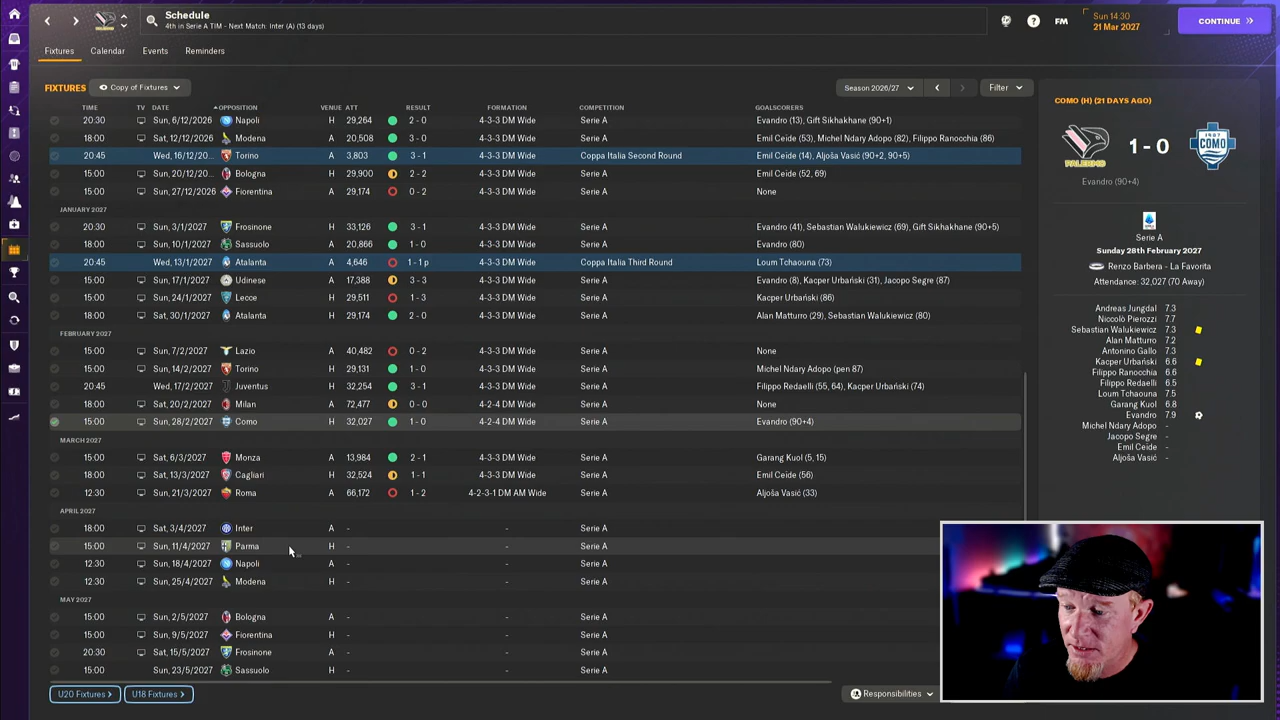 Schedule
4th in Serie A TIM - Next Match: Inter (A) (13 days)
FM
Sun 14:30
21 Mar 2027
CONTINUE
Fixtures Calendar Events Reminders
FIXTURES Copy of Fixtures Season 2026/27 Filter
TIME TV DATE OPPOSITION VENUE ATT RESULT FORMATION COMPETITION GOALSCORERS
20:30 Sun, 6/12/2026 Napoli H 29,264 2 - 0 4-3-3 DM Wide Serie A Evandro (13), Gift Sikhakhane (90+1)
18:00 Sat, 12/12/2026 Modena A 20,508 3 - 0 4-3-3 DM Wide Serie A Emil Ceïde (53), Michel Ndary Adopo (82), Filippo Ranocchia (86)
20:45 Wed, 16/12/20... Torino A 3,803 3 - 1 4-3-3 DM Wide Coppa Italia Second Round Emil Ceïde (14), Aljoša Vasić (90+2, 90+5)
15:00 Sun, 20/12/20... Bologna H 29,900 2 - 2 4-3-3 DM Wide Serie A Emil Ceïde (52, 69)
15:00 Sun, 27/12/2026 Fiorentina A 29,174 0 - 2 4-3-3 DM Wide Serie A None
JANUARY 2027
20:30 Sun, 3/1/2027 Frosinone H 33,126 3 - 1 4-3-3 DM Wide Serie A Evandro (41), Sebastian Walukiewicz (69), Gift Sikhakhane (90+5)
18:00 Sun, 10/1/2027 Sassuolo A 20,866 1 - 0 4-3-3 DM Wide Serie A Evandro (80)
20:45 Wed, 13/1/2027 Atalanta A 4,646 1 - 1 p 4-3-3 DM Wide Coppa Italia Third Round Loum Tchaouna (73)
15:00 Sun, 17/1/2027 Udinese A 17,388 3 - 3 4-3-3 DM Wide Serie A Evandro (8), Kacper Urbański (31), Jacopo Segre (87)
15:00 Sun, 24/1/2027 Lecce H 29,511 1 - 3 4-3-3 DM Wide Serie A Kacper Urbański (86)
18:00 Sat, 30/1/2027 Atalanta A 29,174 2 - 0 4-3-3 DM Wide Serie A Alan Matturro (29), Sebastian Walukiewicz (80)
FEBRUARY 2027
15:00 Sun, 7/2/2027 Lazio A 40,482 0 - 2 4-3-3 DM Wide Serie A None
15:00 Sun, 14/2/2027 Torino H 29,131 1 - 0 4-3-3 DM Wide Serie A Michel Ndary Adopo (pen 87)
20:45 Wed, 17/2/2027 Juventus H 32,254 3 - 1 4-3-3 DM Wide Serie A Filippo Redaelli (55, 64), Kacper Urbański (74)
18:00 Sat, 20/2/2027 Milan A 72,477 0 - 0 4-2-4 DM Wide Serie A None
15:00 Sun, 28/2/2027 Como H 32,027 1 - 0 4-2-4 DM Wide Serie A Evandro (90+4)
MARCH 2027
15:00 Sat, 6/3/2027 Monza A 13,984 2 - 1 4-3-3 DM Wide Serie A Garang Kuol (5, 15)
18:00 Sat, 13/3/2027 Cagliari H 32,524 1 - 1 4-3-3 DM Wide Serie A Emil Ceïde (56)
12:30 Sun, 21/3/2027 Roma A 66,172 1 - 2 4-2-3-1 DM AM Wide Serie A Aljoša Vasić (33)
APRIL 2027
18:00 Sat, 3/4/2027 Inter A - - Serie A
15:00 Sun, 11/4/2027 Parma H - - Serie A
12:30 Sun, 18/4/2027 Napoli A - - Serie A
12:30 Sun, 25/4/2027 Modena H - - Serie A
MAY 2027
15:00 Sun, 2/5/2027 Bologna A - - Serie A
15:00 Sun, 9/5/2027 Fiorentina H - - Serie A
20:30 Sat, 15/5/2027 Frosinone A - - Serie A
15:00 Sun, 23/5/2027 Sassuolo H - - Serie A
U20 Fixtures > U18 Fixtures > Responsibilities
COMO (H) (21 DAYS AGO)
PALERMO 1 - 0 1907 COMO
Evandro (90+4)
Serie A
Sunday 28th February 2027
Renzo Barbera - La Favorita
Attendance: 32,027 (70 Away)
Andreas Jungdal 7.3
Niccolò Pierozzi 7.7
Sebastian Walukiewicz 7.3
Alan Matturro 7.2
Antonino Gallo 7.3
Kacper Urbański 6.6
Filippo Ranocchia 6.6
Filippo Redaelli 6.5
Loum Tchaouna 7.5
Garang Kuol 6.8
Evandro 7.9
Michel Ndary Adopo -
Jacopo Segre -
Emil Ceïde -
Aljoša Vasić -